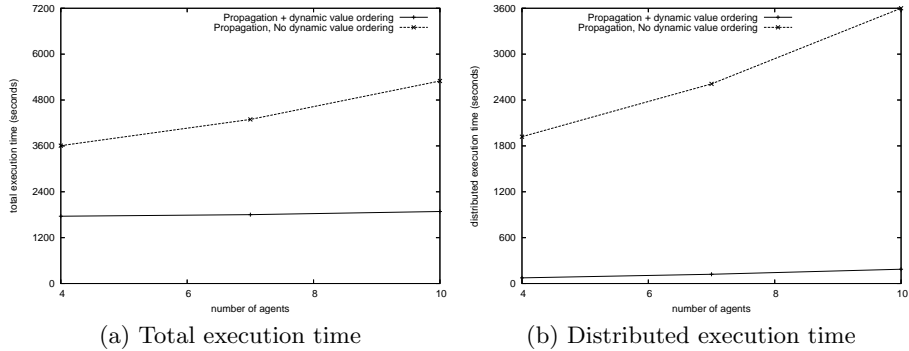 7200
6000
4800
3600
2400
1200
0
4
6
8
10
total execution time (seconds)
number of agents
Propagation + dynamic value ordering
Propagation, No dynamic value ordering
(a) Total execution time
3600
3000
2400
1800
1200
600
0
4
6
8
10
distributed execution time (seconds)
number of agents
Propagation + dynamic value ordering
Propagation, No dynamic value ordering
(b) Distributed execution time